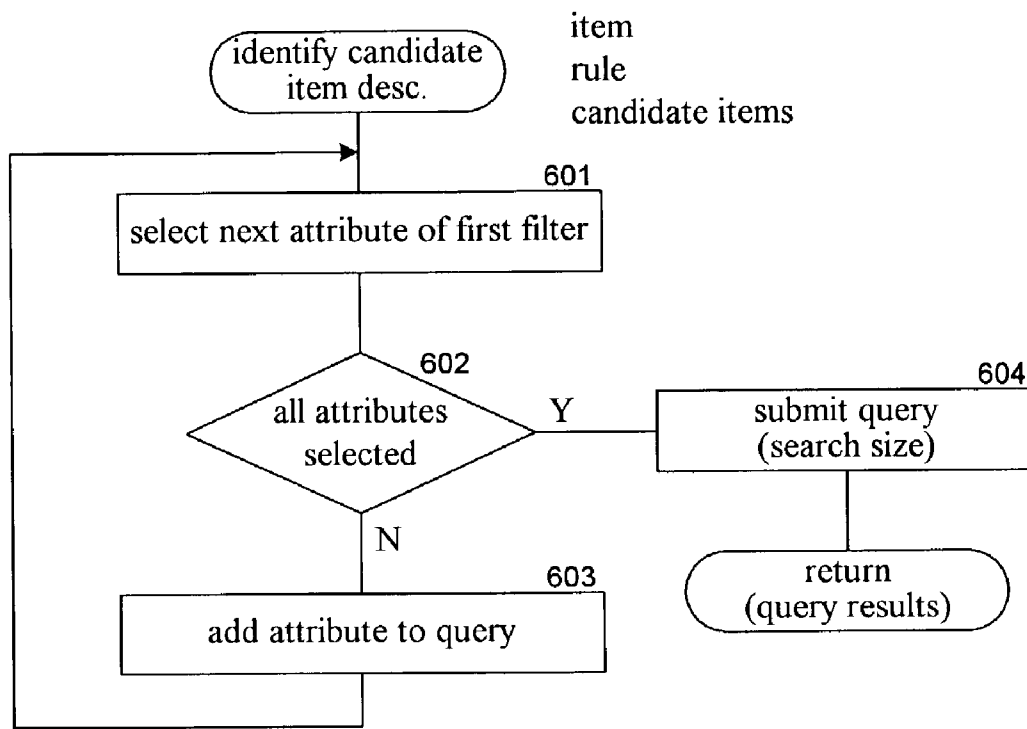 identify candidate
item desc.
item
rule
candidate items
601
select next attribute of first filter
602
all attributes
selected
Y
604
submit query
(search size)
N
603
add attribute to query
return
(query results)